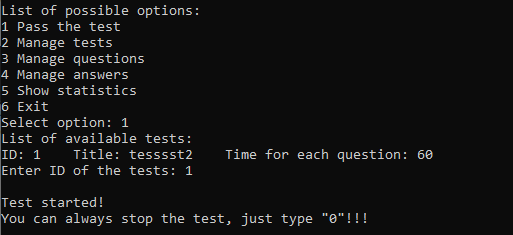 List of possible options:
1 Pass the test
2 Manage tests
3 Manage questions
4 Manage answers
5 Show statistics
6 Exit
Select option: 1
List of available tests:
ID: 1    Title: tesssst2    Time for each question: 60
Enter ID of the tests: 1

Test started!
You can always stop the test, just type "0"!!!